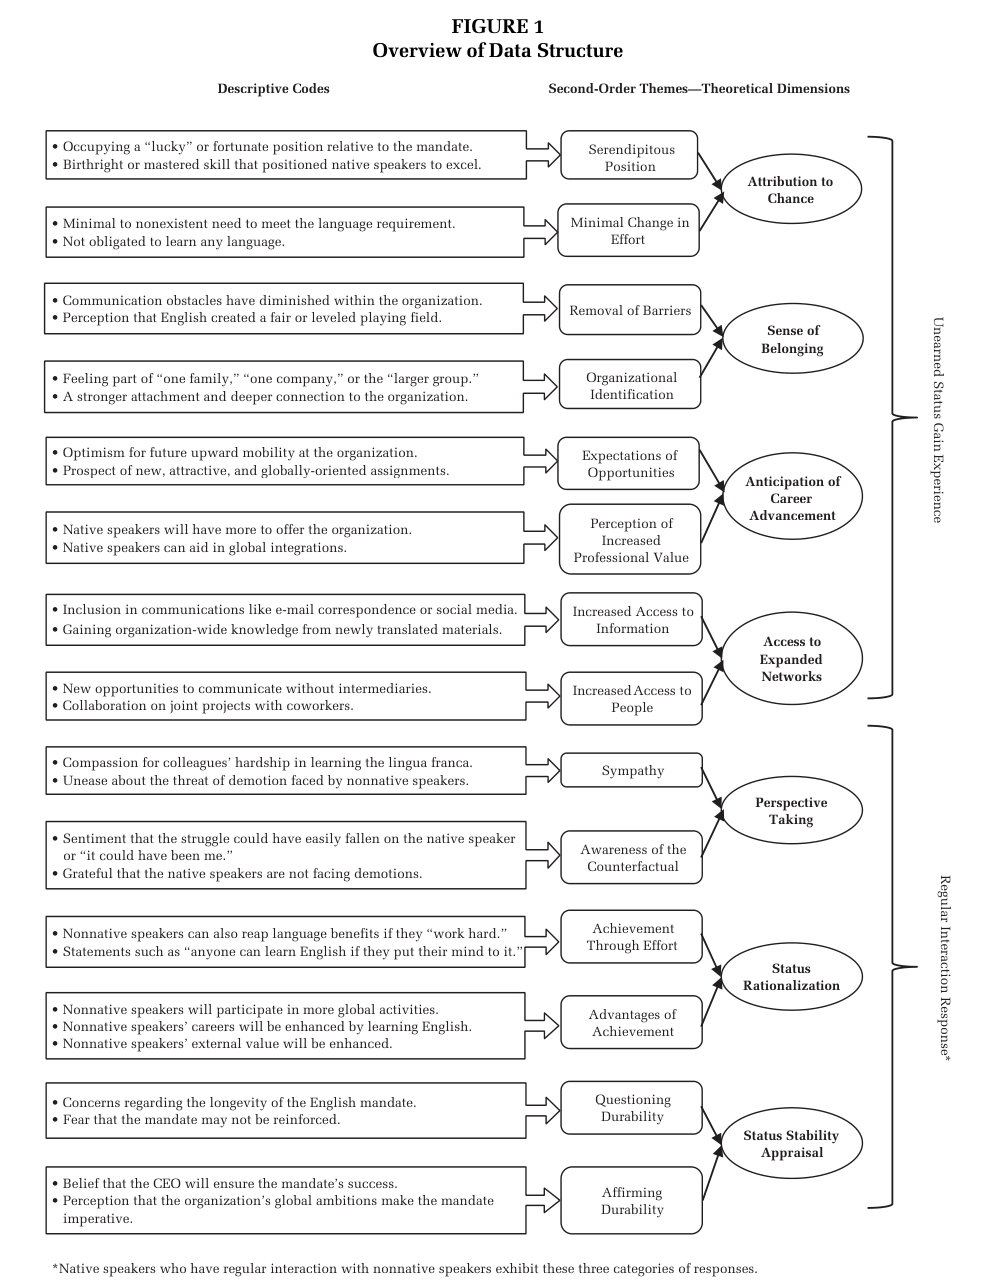 FIGURE 1
Overview of Data Structure
Descriptive Codes
Second-Order Themes—Theoretical Dimensions
• Occupying a “lucky” or fortunate position relative to the mandate.
• Birthright or mastered skill that positioned native speakers to excel.
Serendipitous
Position
Attribution to
Chance
• Minimal to nonexistent need to meet the language requirement.
• Not obligated to learn any language.
Minimal Change in
Effort
• Communication obstacles have diminished within the organization.
• Perception that English created a fair or leveled playing field.
Removal of Barriers
Sense of
Belonging
• Feeling part of “one family,” “one company,” or the “larger group.”
• A stronger attachment and deeper connection to the organization.
Organizational
Identification
• Optimism for future upward mobility at the organization.
• Prospect of new, attractive, and globally-oriented assignments.
Expectations of
Opportunities
Anticipation of
Career
Advancement
• Native speakers will have more to offer the organization.
• Native speakers can aid in global integrations.
Perception of
Increased
Professional Value
• Inclusion in communications like e-mail correspondence or social media.
• Gaining organization-wide knowledge from newly translated materials.
Increased Access to
Information
Access to
Expanded
Networks
• New opportunities to communicate without intermediaries.
• Collaboration on joint projects with coworkers.
Increased Access to
People
Unearned Status Gain Experience
• Compassion for colleagues’ hardship in learning the lingua franca.
• Unease about the threat of demotion faced by nonnative speakers.
Sympathy
Perspective
Taking
• Sentiment that the struggle could have easily fallen on the native speaker
or “it could have been me.”
• Grateful that the native speakers are not facing demotions.
Awareness of the
Counterfactual
• Nonnative speakers can also reap language benefits if they “work hard.”
• Statements such as “anyone can learn English if they put their mind to it.”
Achievement
Through Effort
Status
Rationalization
• Nonnative speakers will participate in more global activities.
• Nonnative speakers’ careers will be enhanced by learning English.
• Nonnative speakers’ external value will be enhanced.
Advantages of
Achievement
• Concerns regarding the longevity of the English mandate.
• Fear that the mandate may not be reinforced.
Questioning
Durability
Status Stability
Appraisal
• Belief that the CEO will ensure the mandate’s success.
• Perception that the organization’s global ambitions make the mandate
imperative.
Affirming
Durability
Regular Interaction Response*
*Native speakers who have regular interaction with nonnative speakers exhibit these three categories of responses.